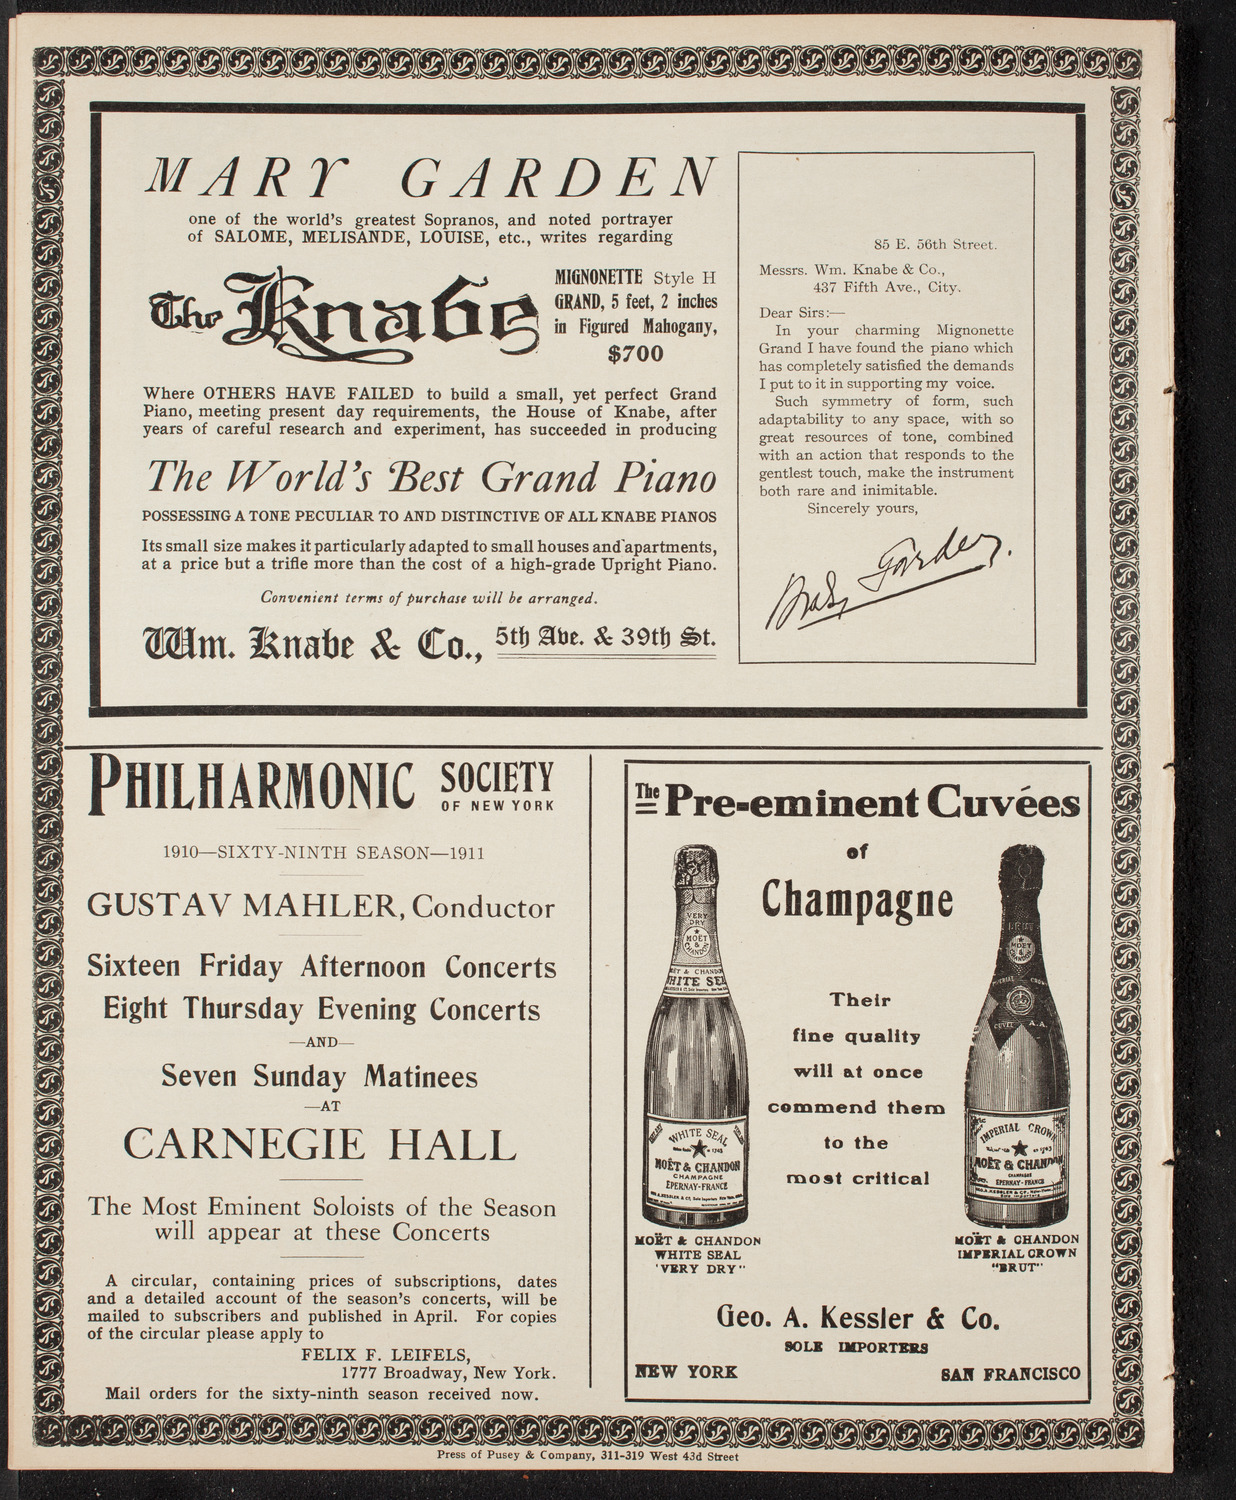 MARY GARDEN
one of the world's greatest Sopranos, and noted portrayer
of SALOME, MELISANDE, LOUISE, etc., writes regarding
The Knabe
MIGNONETTE Style H
GRAND, 5 feet, 2 inches
in Figured Mahogany,
$700
Where OTHERS HAVE FAILED to build a small, yet perfect Grand
Piano, meeting present day requirements, the House of Knabe, after
years of careful research and experiment, has succeeded in producing
The World's Best Grand Piano
POSSESSING A TONE PECULIAR TO AND DISTINCTIVE OF ALL KNABE PIANOS
Its small size makes it particularly adapted to small houses and apartments,
at a price but a trifle more than the cost of a high-grade Upright Piano.
Convenient terms of purchase will be arranged.
Wm. Knabe & Co., 5th Ave. & 39th St.
85 E. 56th Street.
Messrs. Wm. Knabe & Co.,
437 Fifth Ave., City.
Dear Sirs:—
In your charming Mignonette
Grand I have found the piano which
has completely satisfied the demands
I put to it in supporting my voice.
Such symmetry of form, such
adaptability to any space, with so
great resources of tone, combined
with an action that responds to the
gentlest touch, make the instrument
both rare and inimitable.
Sincerely yours,
Mary Garden.
PHILHARMONIC SOCIETY
OF NEW YORK
1910—SIXTY-NINTH SEASON—1911
GUSTAV MAHLER, Conductor
Sixteen Friday Afternoon Concerts
Eight Thursday Evening Concerts
—AND—
Seven Sunday Matinees
—AT
CARNEGIE HALL
The Most Eminent Soloists of the Season
will appear at these Concerts
A circular, containing prices of subscriptions, dates
and a detailed account of the season's concerts, will be
mailed to subscribers and published in April. For copies
of the circular please apply to
FELIX F. LEIFELS,
1777 Broadway, New York.
Mail orders for the sixty-ninth season received now.
The Pre-eminent Cuvées
of
Champagne
Their
fine quality
will at once
commend them
to the
most critical
VERY
DRY
MOËT
&
CHANDON
ËT & CHANDO
HITE SEA
WHITE SEAL
MOËT & CHANDON
CHAMPAGNE
EPERNAY-FRANCE
MOËT & CHANDON
WHITE SEAL
'VERY DRY"
BRUT
IMPERIAL CROWN
CUVEE A.A.
IMPERIAL CROWN
MOËT & CHANDON
CHAMPAGNE
EPERNAY-FRANCE
MOËT & CHANDON
IMPERIAL CROWN
"BRUT"
Geo. A. Kessler & Co.
SOLE IMPORTERS
NEW YORK SAN FRANCISCO
Press of Pusey & Company, 311-319 West 43d Street